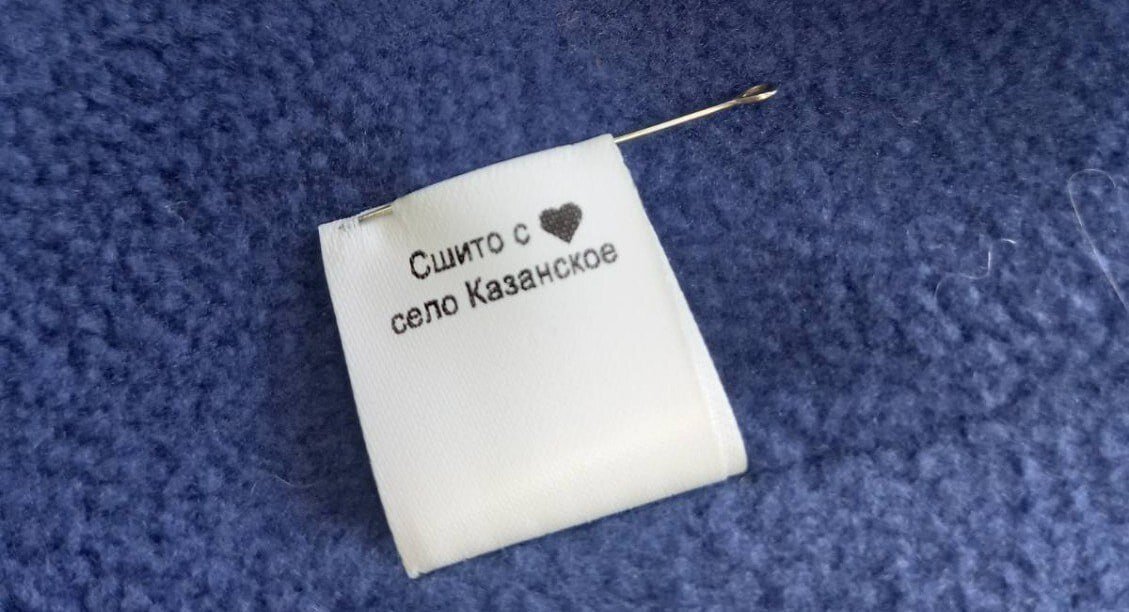 Сшито с ♥
село Казанское